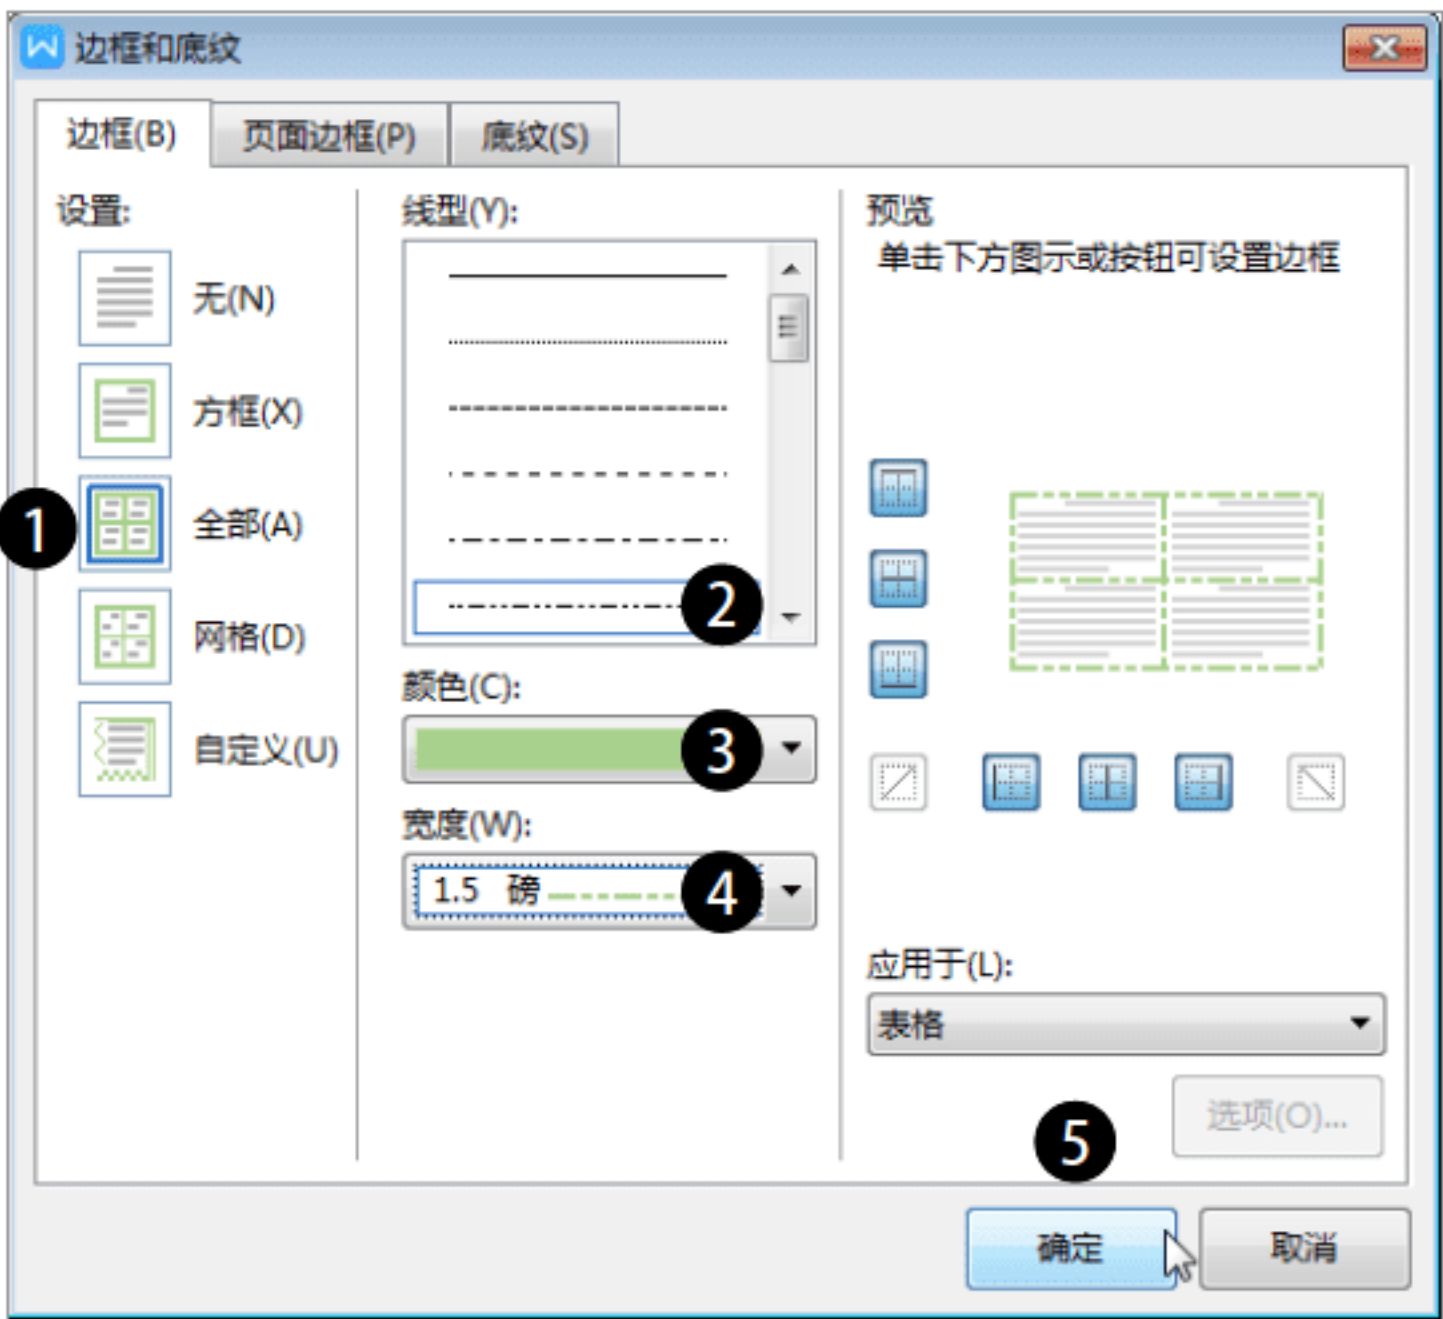 边框和底纹
边框(B) 页面边框(P) 底纹(S)
设置:
无(N)
方框(X)
1 全部(A)
网格(D)
自定义(U)
线型(Y):
2
颜色(C):
3
宽度(W):
1.5 磅 4
预览
单击下方图示或按钮可设置边框
应用于(L):
表格
选项(O)...
5
确定 取消